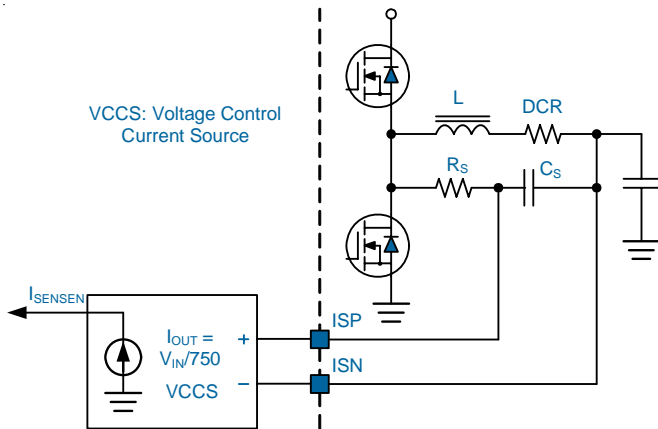 VCCS: Voltage Control
Current Source
L
DCR
RS
CS
ISENSEN
IOUT =
VIN/750
VCCS
+
−
ISP
ISN